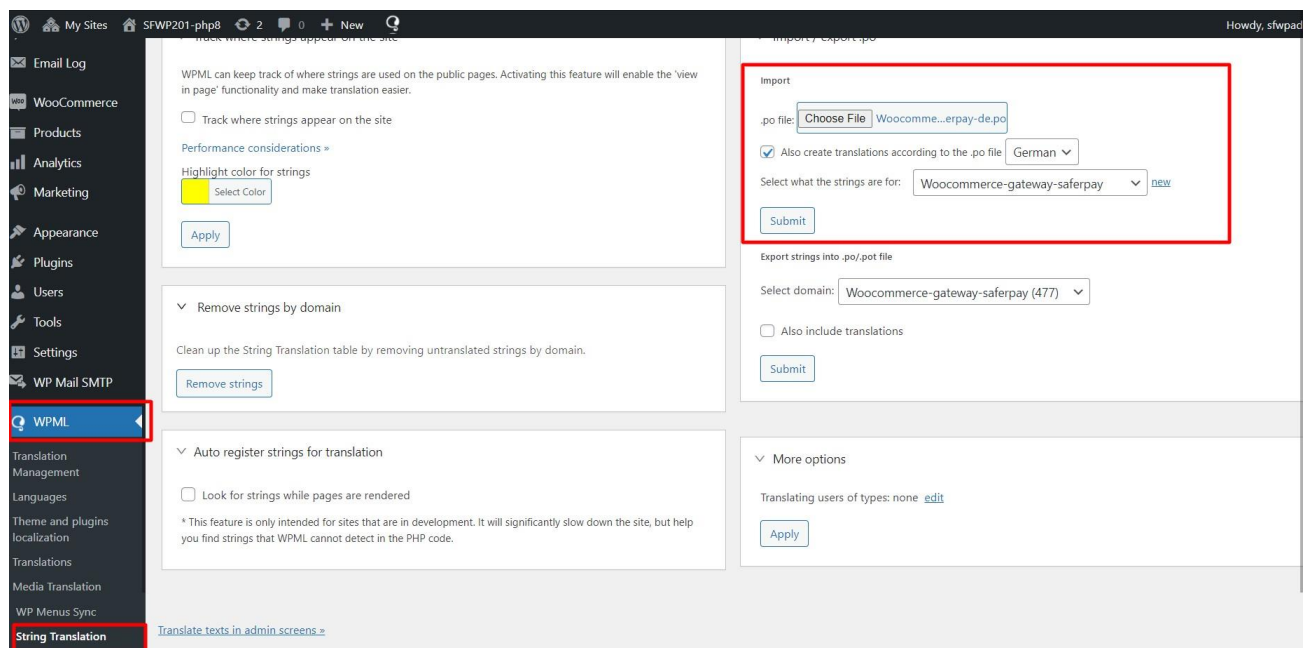 My Sites
SFWP201-php8
2
0
New
Howdy, sfwpad
Email Log
WooCommerce
Products
Analytics
Marketing
Appearance
Plugins
Users
Tools
Settings
WP Mail SMTP
WPML
Translation
Management
Languages
Theme and plugins
localization
Translations
Media Translation
WP Menus Sync
String Translation
Track where strings appear on the site
WPML can keep track of where strings are used on the public pages. Activating this feature will enable the 'view
in page' functionality and make translation easier.
Track where strings appear on the site
Performance considerations »
Highlight color for strings
Select Color
Apply
Remove strings by domain
Clean up the String Translation table by removing untranslated strings by domain.
Remove strings
Auto register strings for translation
Look for strings while pages are rendered
* This feature is only intended for sites that are in development. It will significantly slow down the site, but help
you find strings that WPML cannot detect in the PHP code.
Translate texts in admin screens »
Import / export .po
Import
.po file: Choose File Woocomme...erpay-de.po
Also create translations according to the .po file German
Select what the strings are for: Woocommerce-gateway-saferpay new
Submit
Export strings into .po/.pot file
Select domain: Woocommerce-gateway-saferpay (477)
Also include translations
Submit
More options
Translating users of types: none edit
Apply